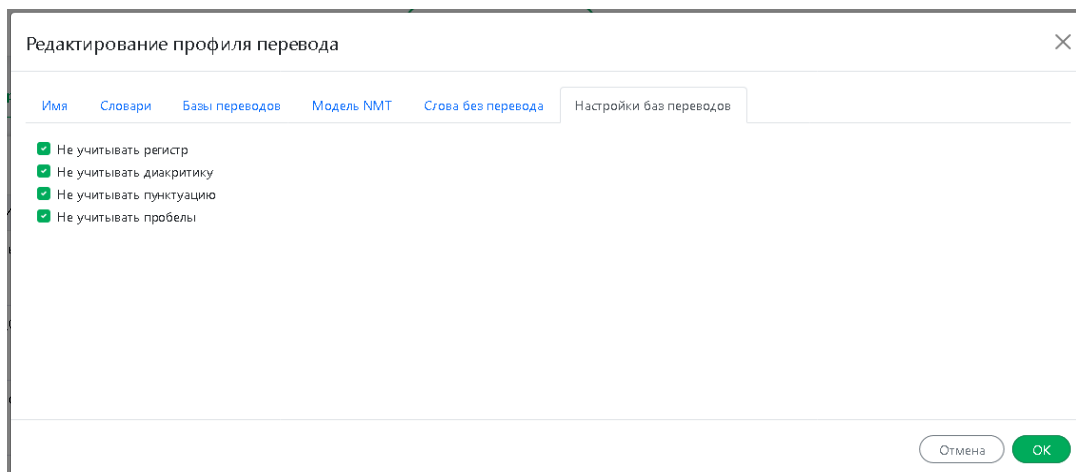 Редактирование профиля перевода
Имя Словари Базы переводов Модель NMT Слова без перевода Настройки баз переводов
Не учитывать регистр
Не учитывать диакритику
Не учитывать пунктуацию
Не учитывать пробелы
Отмена OK